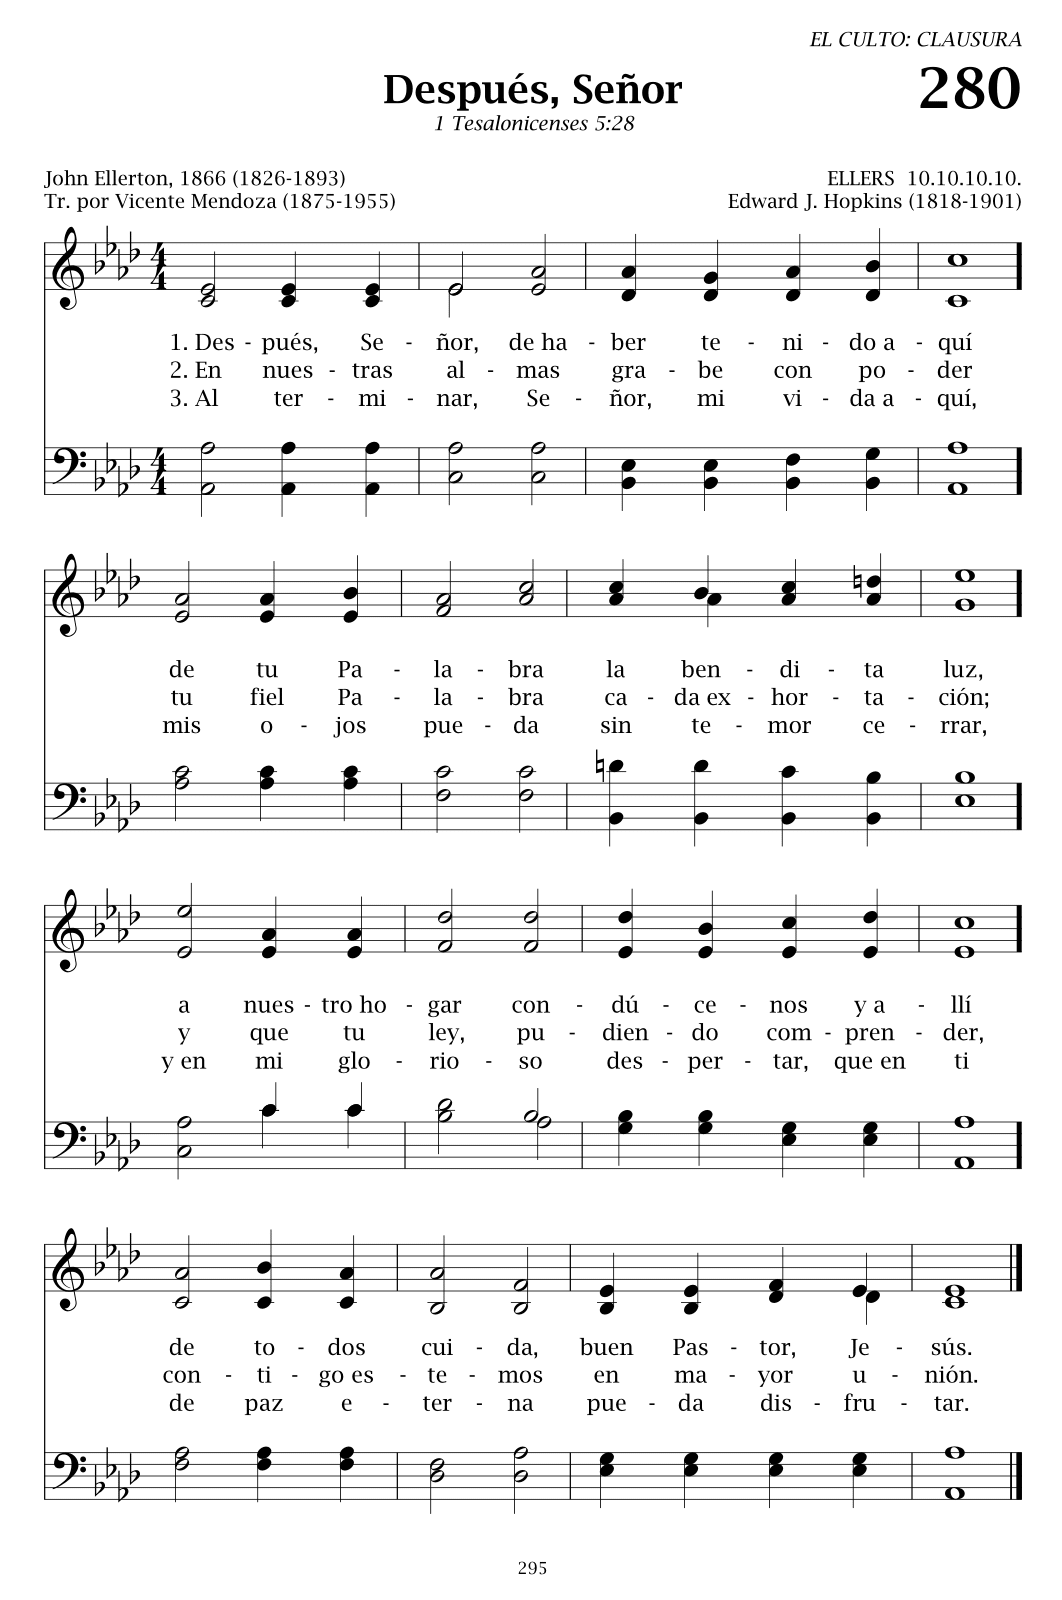 EL CULTO: CLAUSURA
280
Después, Señor
1 Tesalonicenses 5:28
John Ellerton, 1866 (1826-1893)
ELLERS 10.10.10.10.
Tr. por Vicente Mendoza (1875-1955)
Edward J. Hopkins (1818-1901)
4
4
1. Des - pués, Se - ñor, de ha - ber te - ni - do a - quí
2. En nues - tras al - mas gra - be con po - der
3. Al ter - mi - nar, Se - ñor, mi vi - da a - quí,
4
4
de tu Pa - la - bra la ben - di - ta luz,
tu fiel Pa - la - bra ca - da ex - hor - ta - ción;
mis o - jos pue - da sin te - mor ce - rrar,
a nues - tro ho - gar con - dú - ce - nos y a - llí
y que tu ley, pu - dien - do com - pren - der,
y en mi glo - rio - so des - per - tar, que en ti
de to - dos cui - da, buen Pas - tor, Je - sús.
con - ti - go es - te - mos en ma - yor u - nión.
de paz e - ter - na pue - da dis - fru - tar.
295